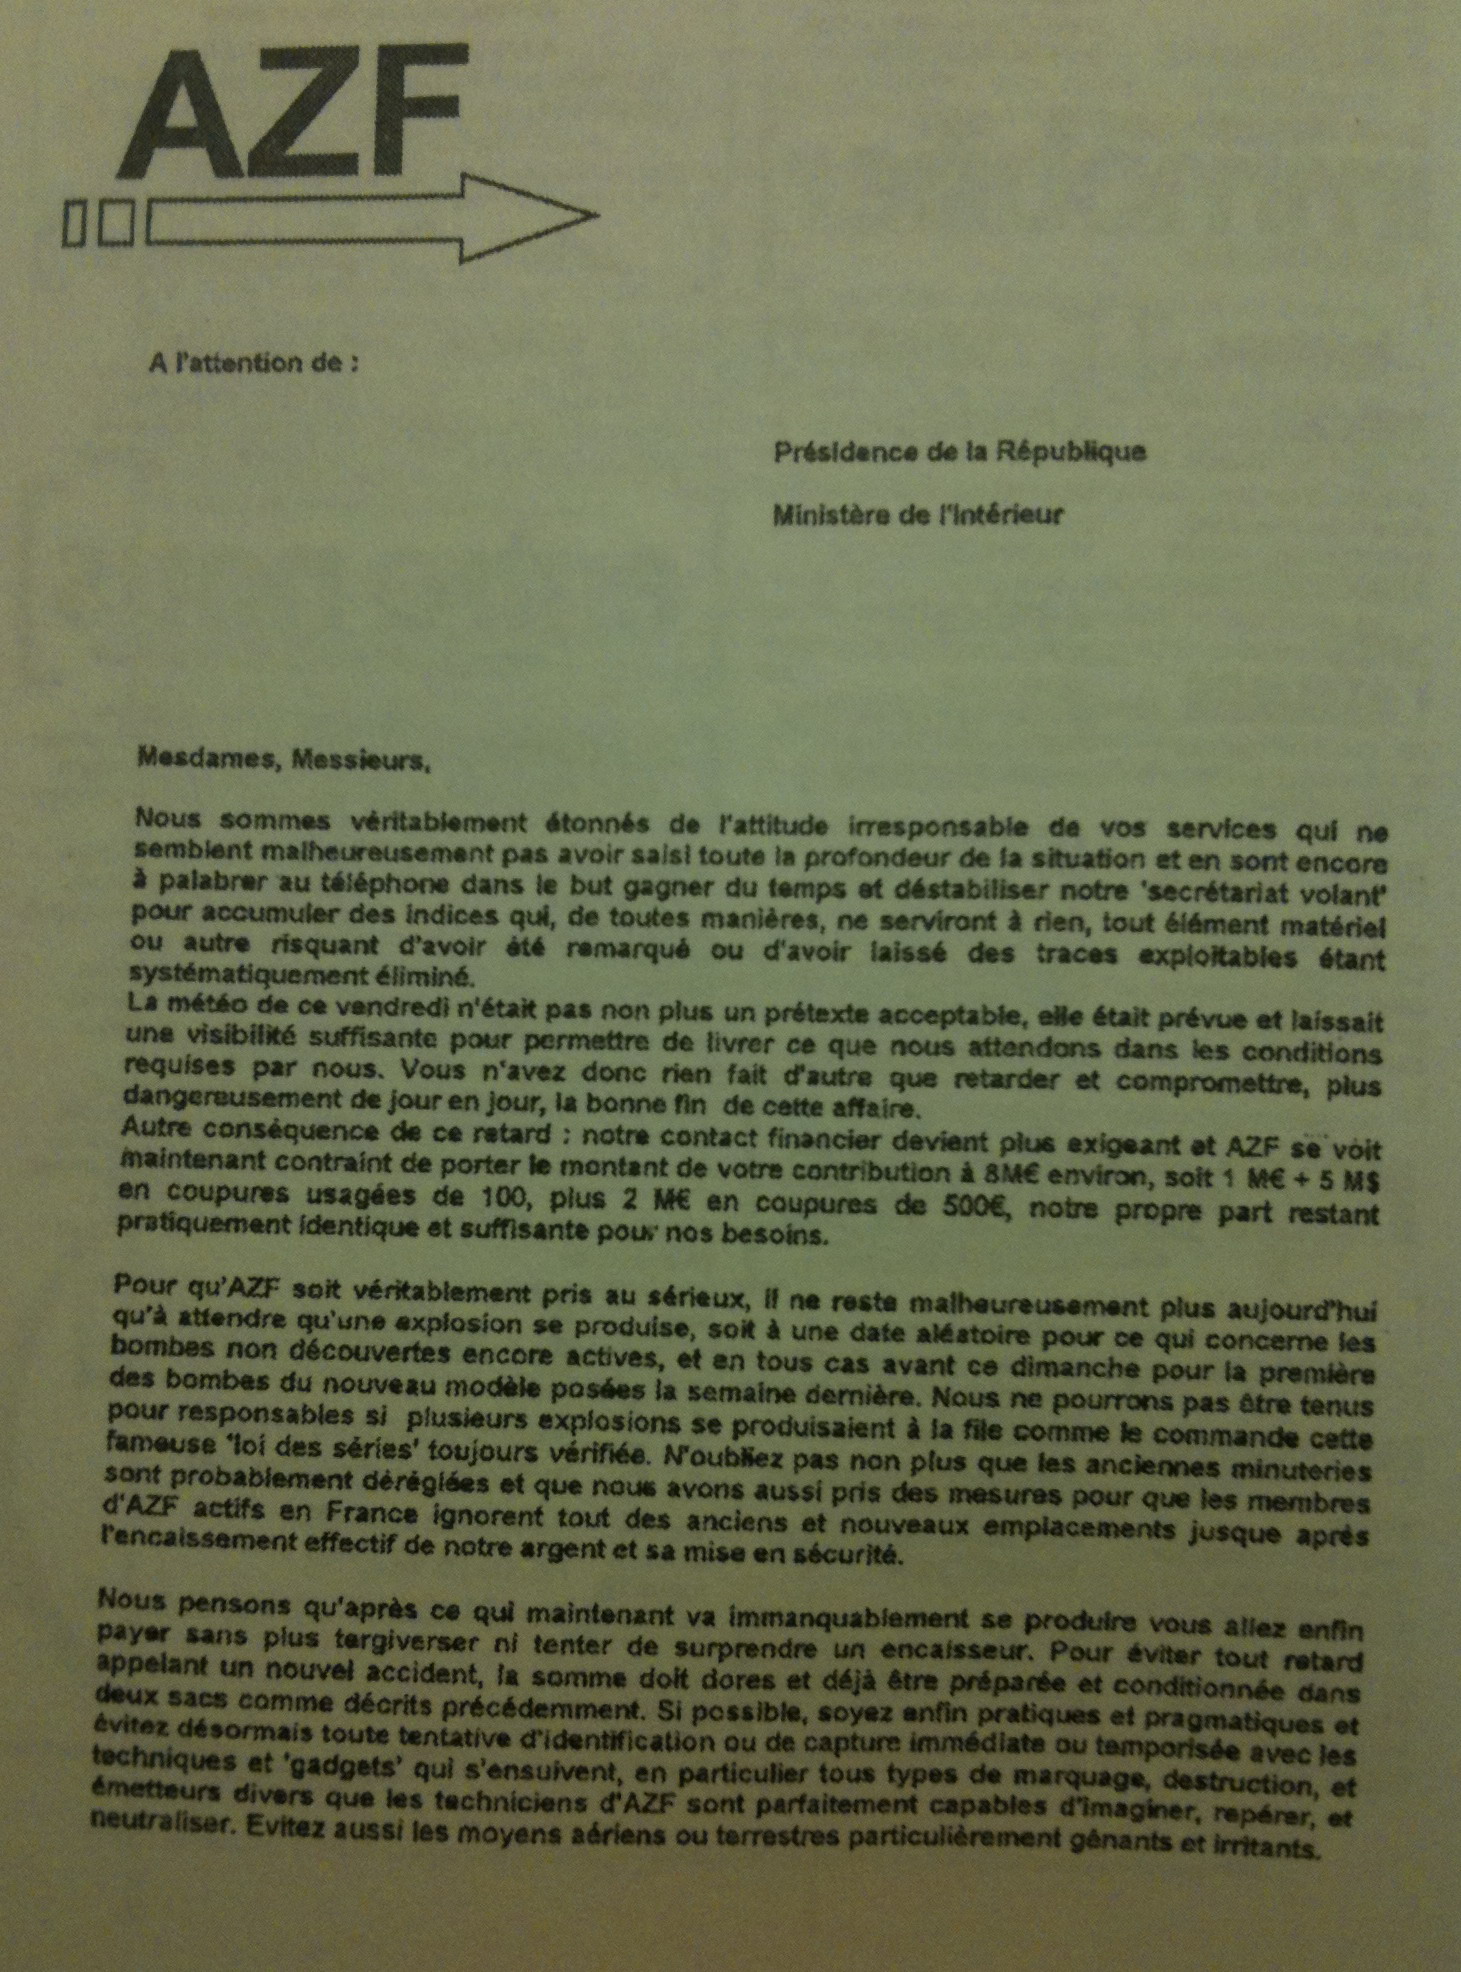 AZF
A l'attention de :
Présidence de la République
Ministère de l'Intérieur
Mesdames, Messieurs,
Nous sommes véritablement étonnés de l'attitude irresponsable de vos services qui ne
semblent malheureusement pas avoir saisi toute la profondeur de la situation et en sont encore
à palabrer au téléphone dans le but gagner du temps et déstabiliser notre 'secrétariat volant'
pour accumuler des indices qui, de toutes manières, ne serviront à rien, tout élément matériel
ou autre risquant d'avoir été remarqué ou d'avoir laissé des traces exploitables étant
systématiquement éliminé.
La météo de ce vendredi n'était pas non plus un prétexte acceptable, elle était prévue et laissait
une visibilité suffisante pour permettre de livrer ce que nous attendons dans les conditions
requises par nous. Vous n'avez donc rien fait d'autre que retarder et compromettre, plus
dangereusement de jour en jour, la bonne fin de cette affaire.
Autre conséquence de ce retard : notre contact financier devient plus exigeant et AZF se voit
maintenant contraint de porter le montant de votre contribution à 8M€ environ, soit 1 M€ + 5 M$
en coupures usagées de 100, plus 2 M€ en coupures de 500€, notre propre part restant
pratiquement identique et suffisante pour nos besoins.
Pour qu'AZF soit véritablement pris au sérieux, il ne reste malheureusement plus aujourd'hui
qu'à attendre qu'une explosion se produise, soit à une date aléatoire pour ce qui concerne les
bombes non découvertes encore actives, et en tous cas avant ce dimanche pour la première
des bombes du nouveau modèle posées la semaine dernière. Nous ne pourrons pas être tenus
pour responsables si plusieurs explosions se produisaient à la file comme le commande cette
fameuse 'loi des séries' toujours vérifiée. N'oubliez pas non plus que les anciennes minuteries
sont probablement déréglées et que nous avons aussi pris des mesures pour que les membres
d'AZF actifs en France ignorent tout des anciens et nouveaux emplacements jusque après
l'encaissement effectif de notre argent et sa mise en sécurité.
Nous pensons qu'après ce qui maintenant va immanquablement se produire vous allez enfin
payer sans plus tergiverser ni tenter de surprendre un encaisseur. Pour éviter tout retard
appelant un nouvel accident, la somme doit dores et déjà être préparée et conditionnée dans
deux sacs comme décrits précédemment. Si possible, soyez enfin pratiques et pragmatiques et
évitez désormais toute tentative d'identification ou de capture immédiate ou temporisée avec les
techniques et 'gadgets' qui s'ensuivent, en particulier tous types de marquage, destruction, et
émetteurs divers que les techniciens d'AZF sont parfaitement capables d'imaginer, repérer, et
neutraliser. Evitez aussi les moyens aériens ou terrestres particulièrement gênants et irritants.